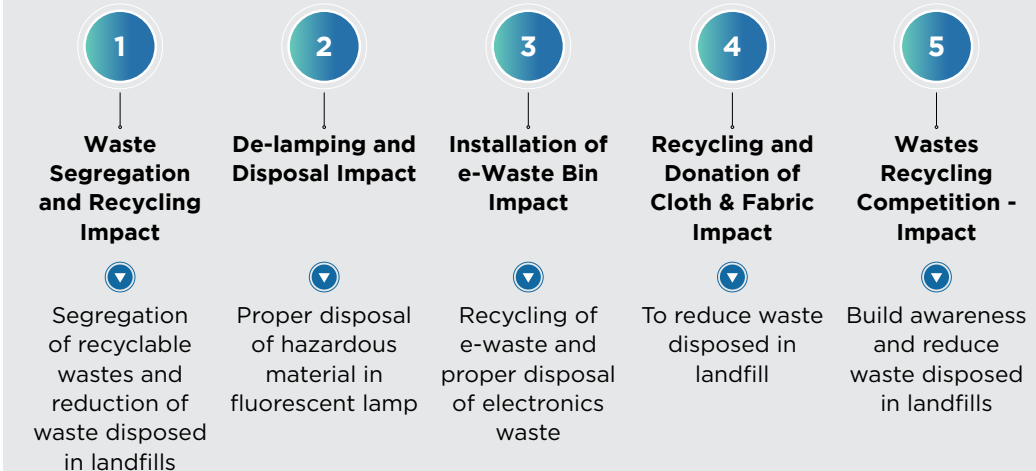 1
Waste
Segregation
and Recycling
Impact
Segregation
of recyclable
wastes and
reduction of
waste disposed
in landfills
2
De-lamping and
Disposal Impact
Proper disposal
of hazardous
material in
fluorescent lamp
3
Installation of
e-Waste Bin
Impact
Recycling of
e-waste and
proper disposal
of electronics
waste
4
Recycling and
Donation of
Cloth & Fabric
Impact
To reduce waste
disposed in
landfill
5
Wastes
Recycling
Competition -
Impact
Build awareness
and reduce
waste disposed
in landfills